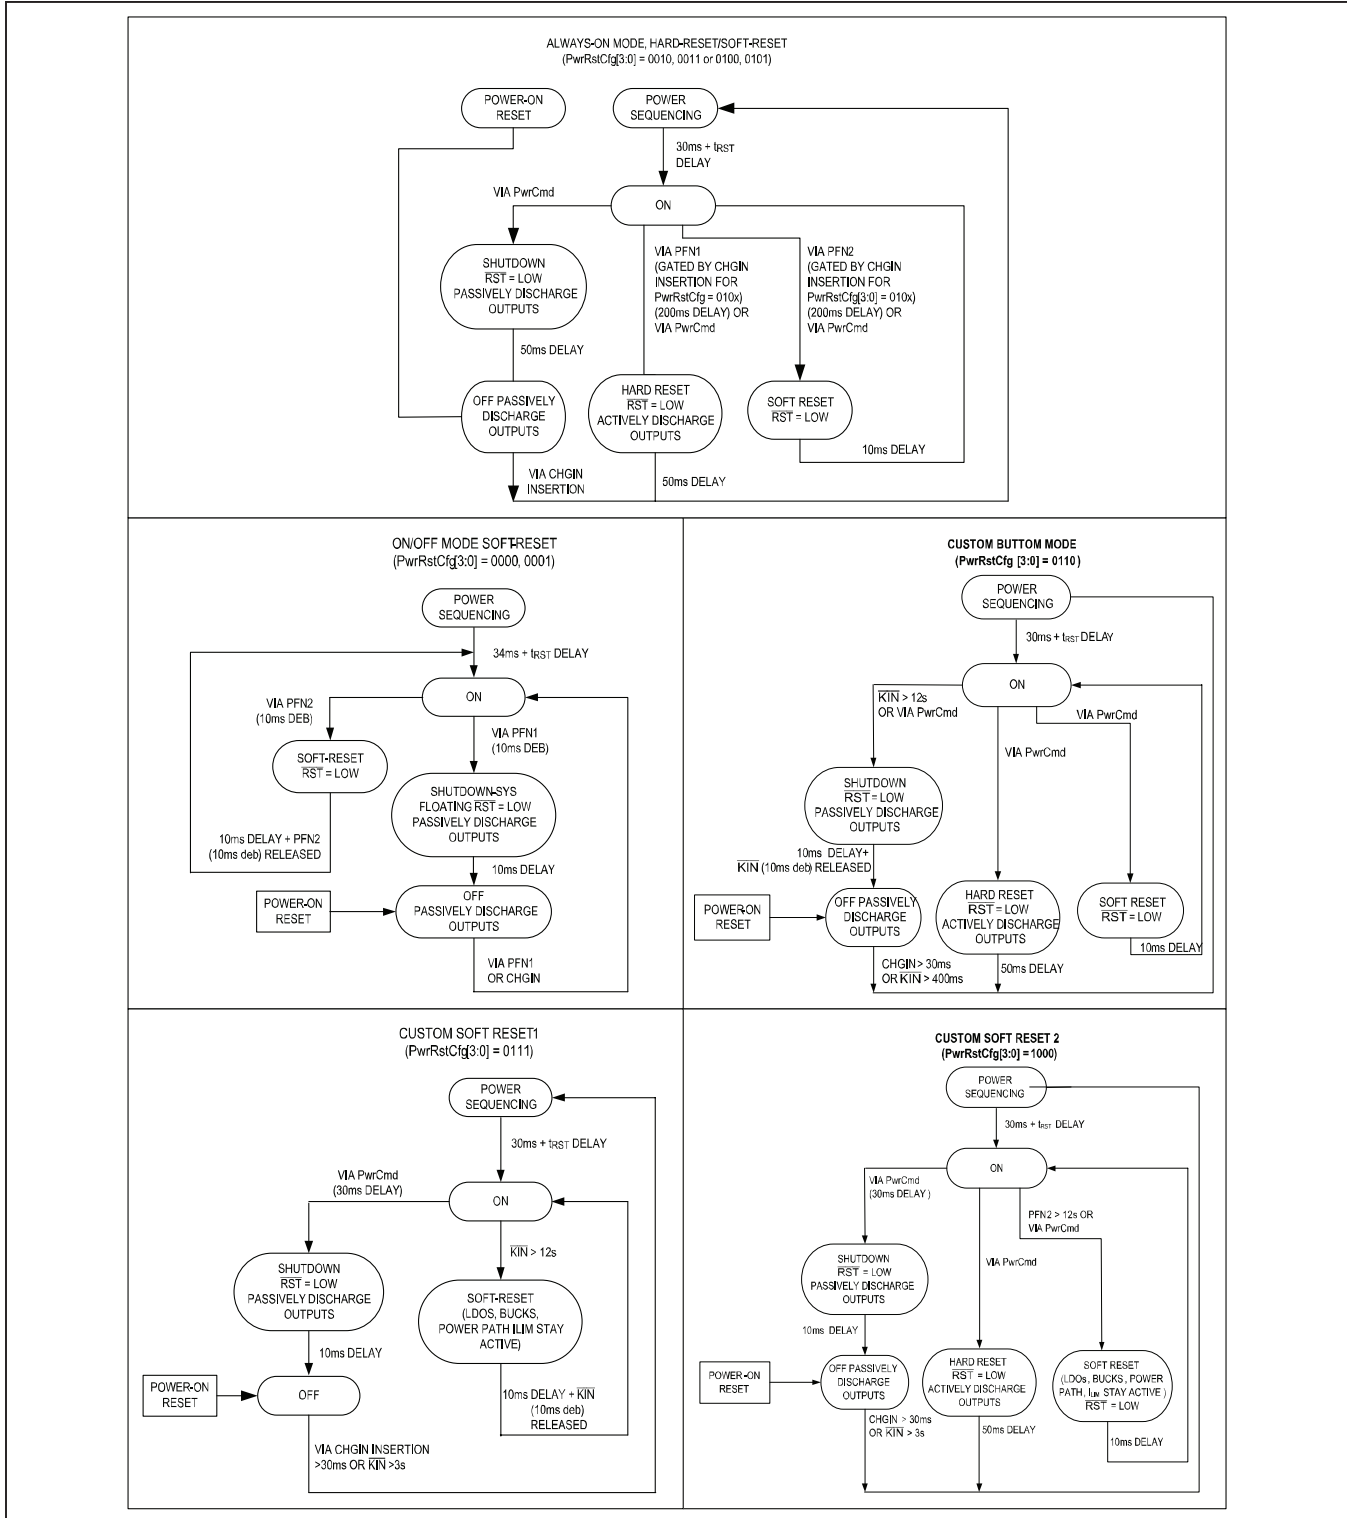 ALWAYS-ON MODE, HARD-RESET/SOFT-RESET
(PwrRstCfg[3:0] = 0010, 0011 or 0100, 0101)
POWER-ON
RESET
POWER
SEQUENCING
30ms + tRST
DELAY
VIA PwrCmd
ON
SHUTDOWN
RST = LOW
PASSIVELY DISCHARGE
OUTPUTS
VIA PFN1
(GATED BY CHGIN
INSERTION FOR
PwrRstCfg = 010x)
(200ms DELAY) OR
VIA PwrCmd
VIA PFN2
(GATED BY CHGIN
INSERTION FOR
PwrRstCfg[3:0] = 010x)
(200ms DELAY) OR
VIA PwrCmd
50ms DELAY
OFF PASSIVELY
DISCHARGE
OUTPUTS
HARD RESET
RST = LOW
ACTIVELY DISCHARGE
OUTPUTS
SOFT RESET
RST = LOW
10ms DELAY
VIA CHGIN
INSERTION
50ms DELAY
ON/OFF MODE SOFT-RESET
(PwrRstCfg[3:0] = 0000, 0001)
POWER
SEQUENCING
34ms + tRST DELAY
ON
VIA PFN2
(10ms DEB)
VIA PFN1
(10ms DEB)
SOFT-RESET
RST = LOW
SHUTDOWN-SYS
FLOATING RST = LOW
PASSIVELY DISCHARGE
OUTPUTS
10ms DELAY + PFN2
(10ms deb) RELEASED
10ms DELAY
POWER-ON
RESET
OFF
PASSIVELY DISCHARGE
OUTPUTS
VIA PFN1
OR CHGIN
CUSTOM BUTTOM MODE
(PwrRstCfg [3:0] = 0110)
POWER
SEQUENCING
30ms + tRST DELAY
ON
KIN > 12s
OR VIA PwrCmd
VIA PwrCmd
VIA PwrCmd
SHUTDOWN
RST = LOW
PASSIVELY DISCHARGE
OUTPUTS
10ms DELAY+
KIN (10ms deb) RELEASED
POWER-ON
RESET
OFF PASSIVELY
DISCHARGE
OUTPUTS
HARD RESET
RST = LOW
ACTIVELY DISCHARGE
OUTPUTS
SOFT RESET
RST = LOW
10ms DELAY
CHGIN > 30ms
OR KIN > 400ms
50ms DELAY
CUSTOM SOFT RESET1
(PwrRstCfg[3:0] = 0111)
POWER
SEQUENCING
30ms + tRST DELAY
VIA PwrCmd
(30ms DELAY)
ON
KIN > 12s
SHUTDOWN
RST = LOW
PASSIVELY DISCHARGE
OUTPUTS
SOFT-RESET
(LDOS, BUCKS,
POWER PATH ILIM STAY
ACTIVE)
10ms DELAY
POWER-ON
RESET
OFF
10ms DELAY + KIN
(10ms deb)
RELEASED
VIA CHGIN INSERTION
>30ms OR KIN >3s
CUSTOM SOFT RESET 2
(PwrRstCfg[3:0] = 1000)
POWER
SEQUENCING
30ms + tRST DELAY
ON
VIA PwrCmd
(30ms DELAY )
PFN2 > 12s OR
VIA PwrCmd
SHUTDOWN
RST = LOW
PASSIVELY DISCHARGE
OUTPUTS
VIA PwrCmd
10ms DELAY
POWER-ON
RESET
OFF PASSIVELY
DISCHARGE
OUTPUTS
HARD RESET
RST = LOW
ACTIVELY DISCHARGE
OUTPUTS
SOFT RESET
(LDOs, BUCKS, POWER
PATH, ILIM STAY ACTIVE )
RST = LOW
CHGIN > 30ms
OR KIN > 3s
50ms DELAY
10ms DELAY